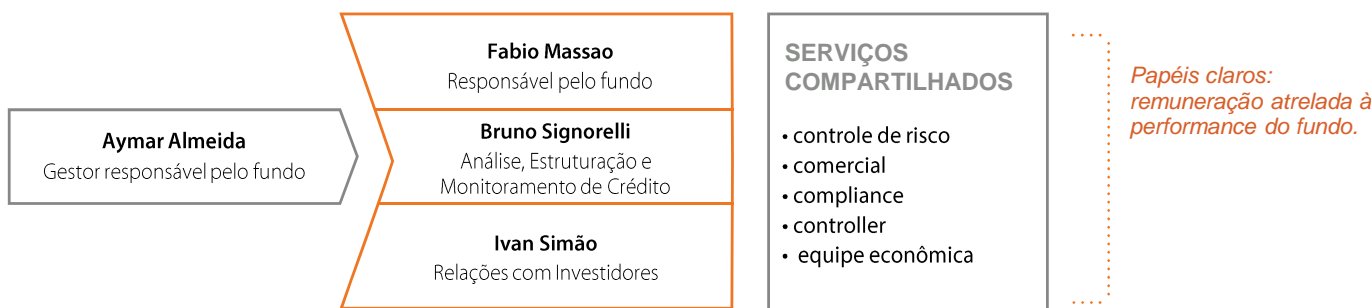 Aymar Almeida
Gestor responsável pelo fundo
Fabio Massao
Responsável pelo fundo
Bruno Signorelli
Análise, Estruturação e
Monitoramento de Crédito
Ivan Simão
Relações com Investidores
SERVIÇOS
COMPARTILHADOS
• controle de risco
• comercial
• compliance
• controller
• equipe econômica
Papéis claros:
remuneração atrelada à
performance do fundo.